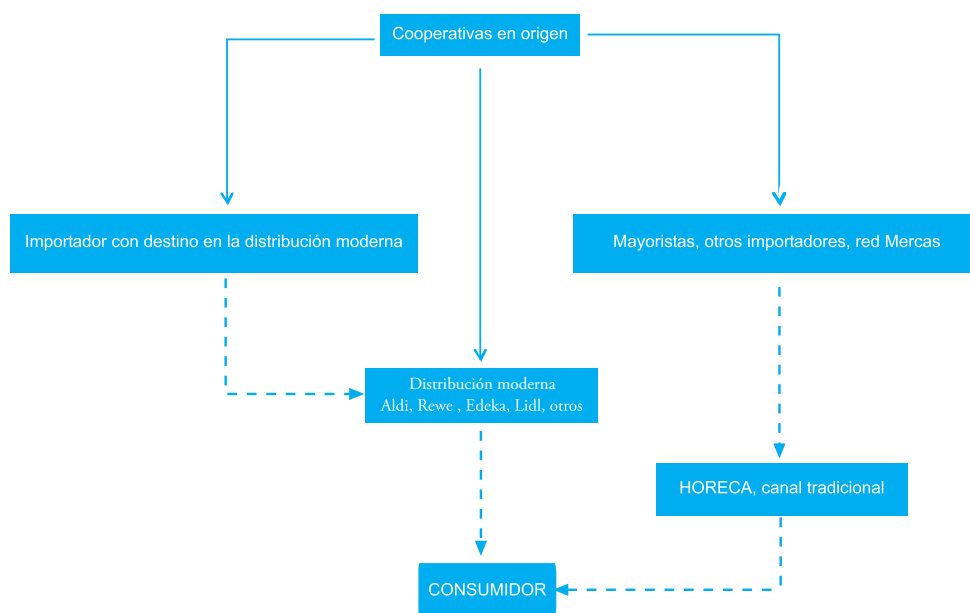 Cooperativas en origen
Importador con destino en la distribución moderna
Mayoristas, otros importadores, red Mercas
Distribución moderna
Aldi, Rewe , Edeka, Lidl, otros
HORECA, canal tradicional
CONSUMIDOR